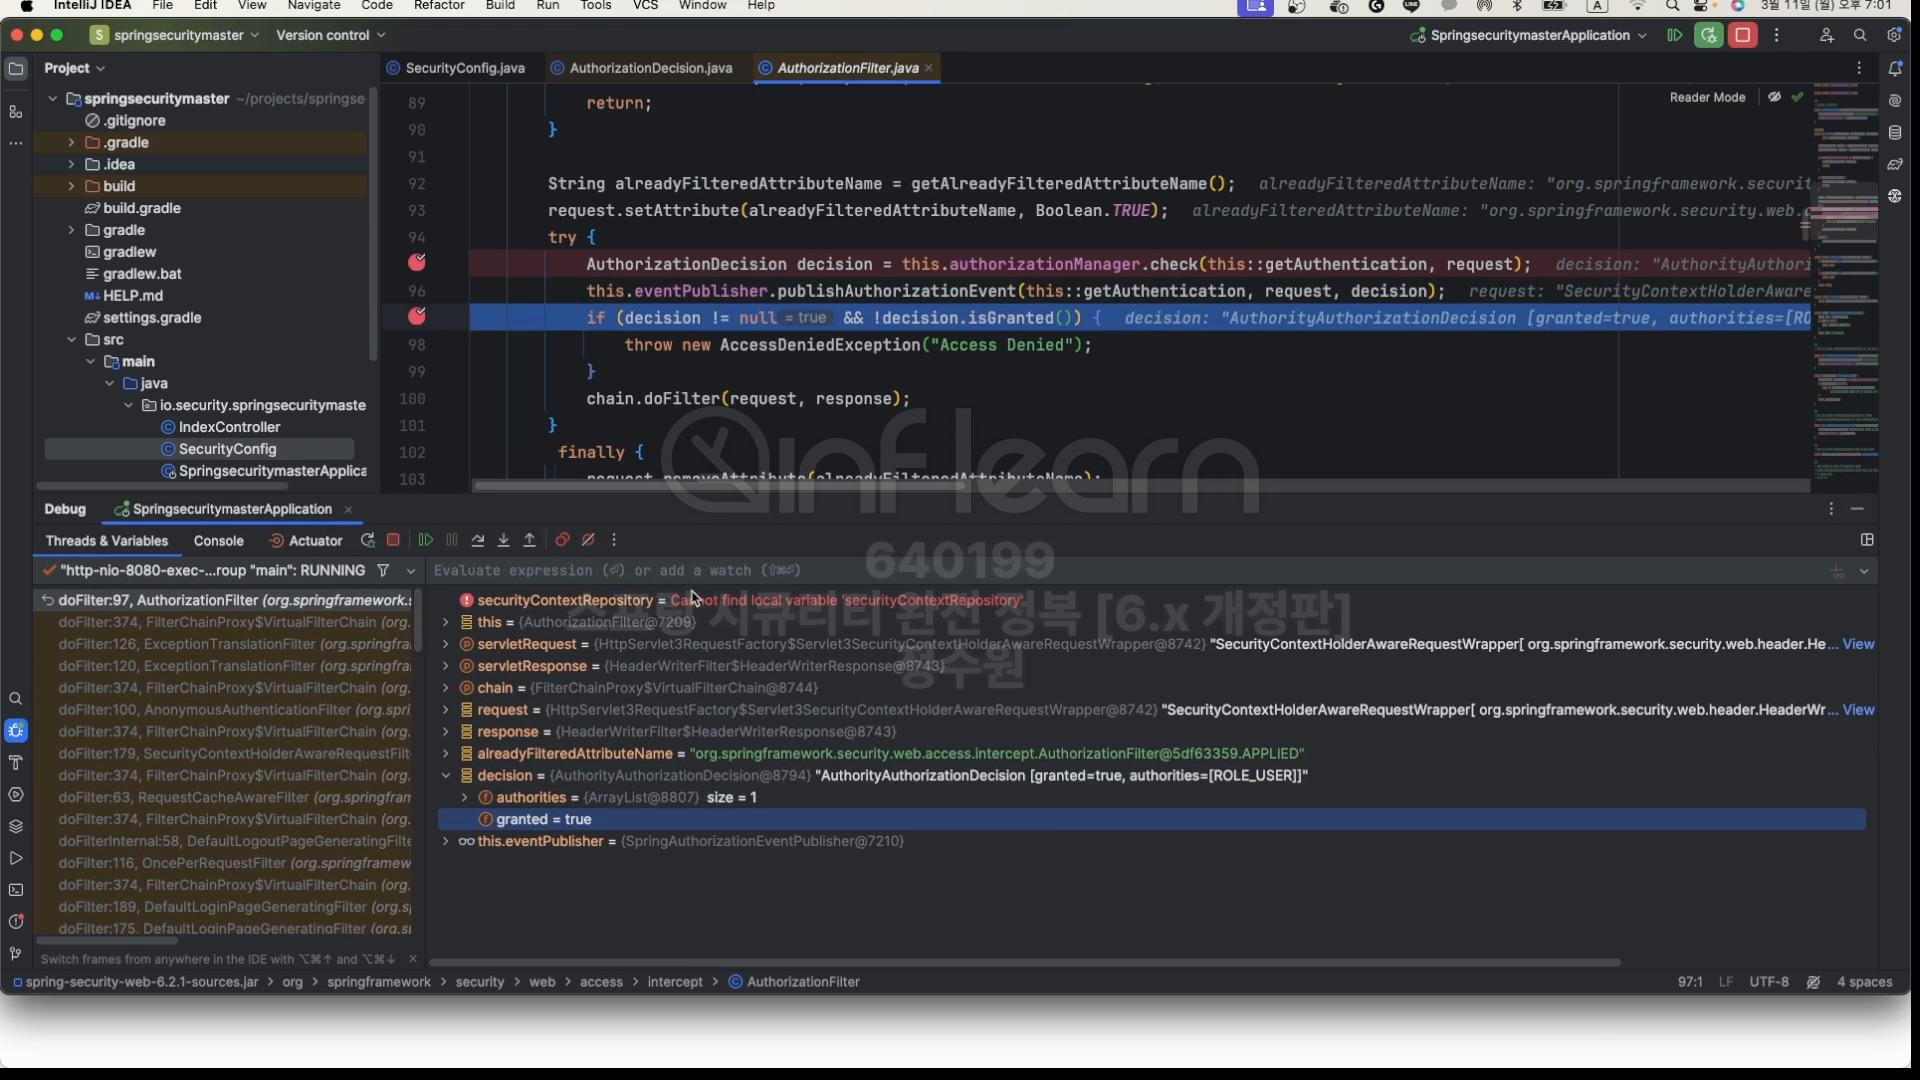 IntelliJ IDEA File Edit View Navigate Code Refactor Build Run Tools VCS Window Help
A 3월 11일 (월) 오후 7:01
S springsecuritymaster Version control SpringsecuritymasterApplication
Project SecurityConfig.java AuthorizationDecision.java AuthorizationFilter.java
Reader Mode
springsecuritymaster ~/projects/springse
.gitignore
.gradle
.idea
build
build.gradle
gradle
gradlew
gradlew.bat
HELP.md
settings.gradle
src
main
java
io.security.springsecuritymaste
IndexController
SecurityConfig
SpringsecuritymasterApplica
89 return;
90 }
91
92 String alreadyFilteredAttributeName = getAlreadyFilteredAttributeName(); alreadyFilteredAttributeName: "org.springframework.securit
93 request.setAttribute(alreadyFilteredAttributeName, Boolean.TRUE); alreadyFilteredAttributeName: "org.springframework.security.web.
94 try {
AuthorizationDecision decision = this.authorizationManager.check(this::getAuthentication, request); decision: "AuthorityAuthori
96 this.eventPublisher.publishAuthorizationEvent(this::getAuthentication, request, decision); request: "SecurityContextHolderAware
if (decision != null = true && !decision.isGranted()) { decision: "AuthorityAuthorizationDecision [granted=true, authorities=[RO
98 throw new AccessDeniedException("Access Denied");
99 }
100 chain.doFilter(request, response);
101 }
102 finally {
103 request.removeAttribute(alreadyFilteredAttributeName);
inflearn
640199
스프링 시큐리티 완전 정복 [6.x 개정판]
정수원
Debug SpringsecuritymasterApplication
Threads & Variables Console Actuator
"http-nio-8080-exec-...roup "main": RUNNING
Evaluate expression (⏎) or add a watch (⇧⌘⏎)
doFilter:97, AuthorizationFilter (org.springframework.s
doFilter:374, FilterChainProxy$VirtualFilterChain (org.
doFilter:126, ExceptionTranslationFilter (org.springfra
doFilter:120, ExceptionTranslationFilter (org.springfra
doFilter:374, FilterChainProxy$VirtualFilterChain (org.
doFilter:100, AnonymousAuthenticationFilter (org.spri
doFilter:374, FilterChainProxy$VirtualFilterChain (org.
doFilter:179, SecurityContextHolderAwareRequestFilt
doFilter:374, FilterChainProxy$VirtualFilterChain (org.
doFilter:63, RequestCacheAwareFilter (org.springfran
doFilter:374, FilterChainProxy$VirtualFilterChain (org.
doFilterInternal:58, DefaultLogoutPageGeneratingFilte
doFilter:116, OncePerRequestFilter (org.springframew
doFilter:374, FilterChainProxy$VirtualFilterChain (org.
doFilter:189, DefaultLoginPageGeneratingFilter (org.s
doFilter:175, DefaultLoginPageGeneratingFilter (org.s
securityContextRepository = Cannot find local variable 'securityContextRepository'
this = {AuthorizationFilter@7209}
servletRequest = {HttpServlet3RequestFactory$Servlet3SecurityContextHolderAwareRequestWrapper@8742} "SecurityContextHolderAwareRequestWrapper[ org.springframework.security.web.header.He... View
servletResponse = {HeaderWriterFilter$HeaderWriterResponse@8743}
chain = {FilterChainProxy$VirtualFilterChain@8744}
request = {HttpServlet3RequestFactory$Servlet3SecurityContextHolderAwareRequestWrapper@8742} "SecurityContextHolderAwareRequestWrapper[ org.springframework.security.web.header.HeaderWr... View
response = {HeaderWriterFilter$HeaderWriterResponse@8743}
alreadyFilteredAttributeName = "org.springframework.security.web.access.intercept.AuthorizationFilter@5df63359.APPLIED"
decision = {AuthorityAuthorizationDecision@8794} "AuthorityAuthorizationDecision [granted=true, authorities=[ROLE_USER]]"
authorities = {ArrayList@8807} size = 1
granted = true
this.eventPublisher = {SpringAuthorizationEventPublisher@7210}
Switch frames from anywhere in the IDE with ⌥⌘↑ and ⌥⌘↓
spring-security-web-6.2.1-sources.jar > org > springframework > security > web > access > intercept > AuthorizationFilter
97:1 LF UTF-8 4 spaces